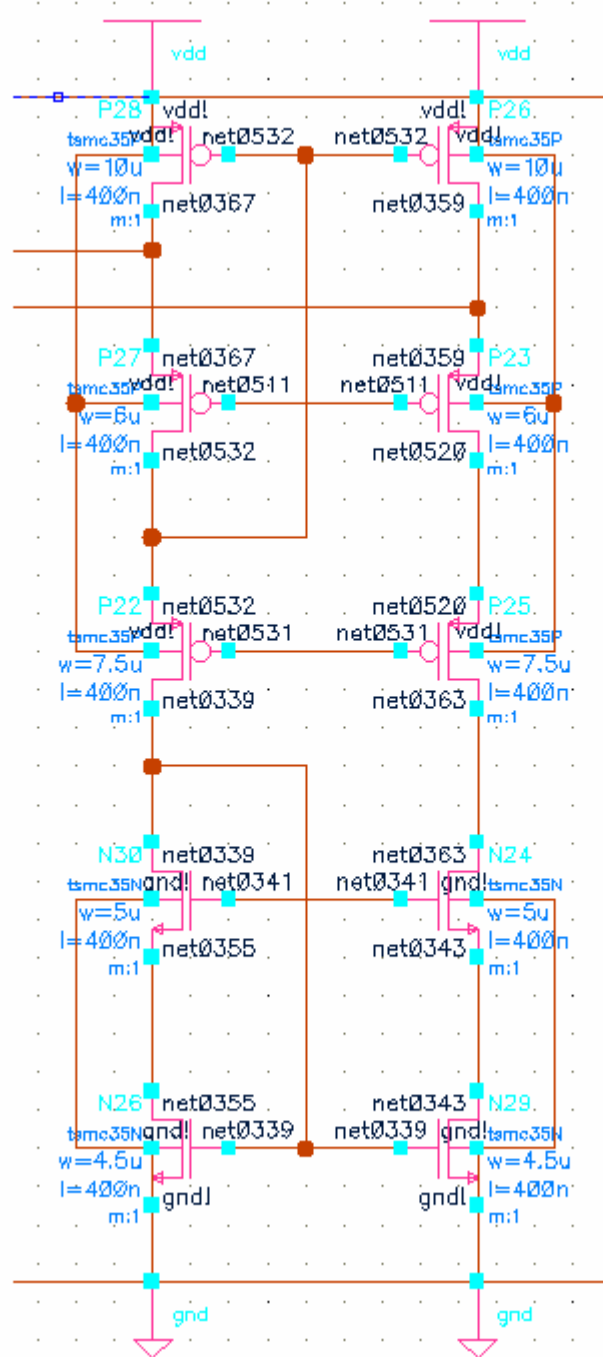 vdd vdd
P28 vdd! vdd! P26
tsmc35P vdd! net0532 net0532 vdd! tsmc35P
w=10u w=10u
l=400n net0367 net0359 l=400n
m:1 m:1
P27 net0367 net0359 P23
tsmc35P vdd! net0511 net0511 vdd! tsmc35P
w=6u w=6u
l=400n net0532 net0520 l=400n
m:1 m:1
P22 net0532 net0520 P25
tsmc35P vdd! net0531 net0531 vdd! tsmc35P
w=7.5u w=7.5u
l=400n net0339 net0363 l=400n
m:1 m:1
N30 net0339 net0363 N24
tsmc35N gnd! net0341 net0341 gnd! tsmc35N
w=5u w=5u
l=400n net0355 net0343 l=400n
m:1 m:1
N26 net0355 net0343 N29
tsmc35N gnd! net0339 net0339 gnd! tsmc35N
w=4.5u w=4.5u
l=400n gnd! gnd! l=400n
m:1 m:1
gnd gnd